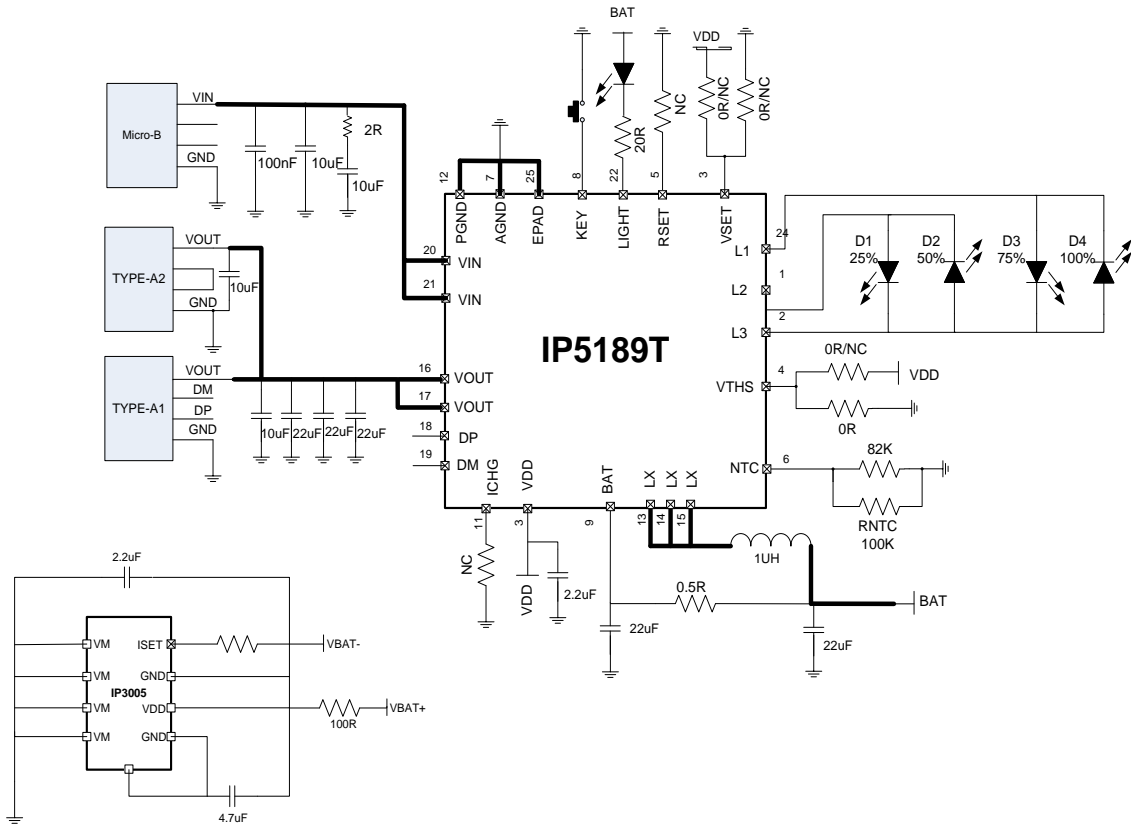 BAT
VDD
NC
0R/NC
0R/NC
20R
Micro-B
VIN
GND
2R
100nF
10uF
10uF
12
7
25
8
22
5
3
PGND
AGND
EPAD
KEY
LIGHT
RSET
VSET
TYPE-A2
VOUT
GND
10uF
20
VIN
21
VIN
24
L1
1
L2
2
L3
D1
25%
D2
50%
D3
75%
D4
100%
IP5189T
TYPE-A1
VOUT
DM
DP
GND
10uF
22uF
22uF
22uF
16
VOUT
17
VOUT
18
DP
19
DM
4
VTHS
0R/NC
VDD
0R
6
NTC
82K
RNTC
100K
ICHG
VDD
BAT
LX
LX
LX
11
3
9
13
14
15
NC
VDD
2.2uF
1UH
0.5R
BAT
22uF
22uF
2.2uF
VM
ISET
VBAT-
VM
GND
IP3005
VM
VDD
VBAT+
100R
VM
GND
4.7uF